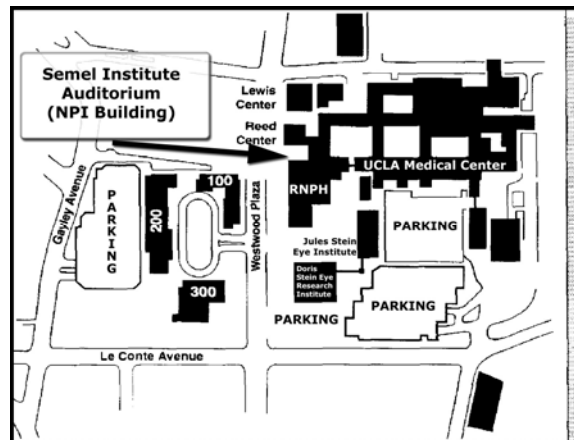 Semel Institute
Auditorium
(NPI Building)
Lewis
Center
Reed
Center
UCLA Medical Center
RNPH
100
200
300
PARKING
Gayley Avenue
Westwood Plaza
PARKING
Jules Stein
Eye Institute
Doris
Stein Eye
Research
Institute
PARKING
PARKING
Le Conte Avenue